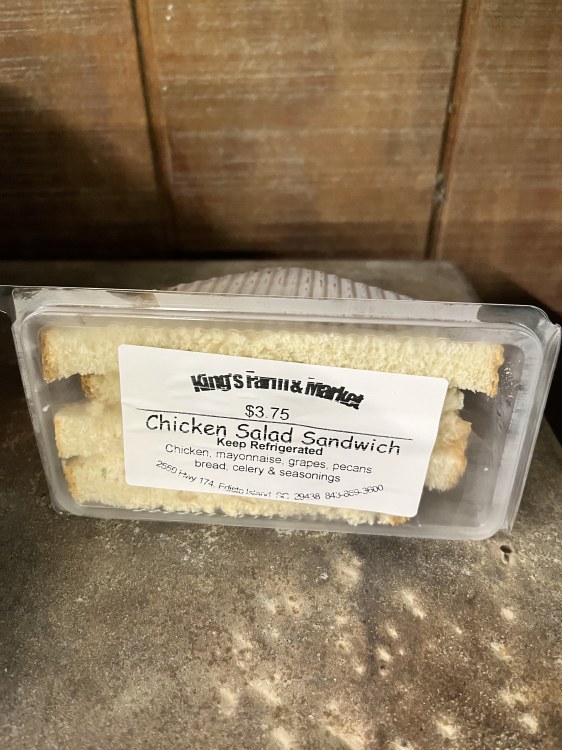 King's Farm & Market
$3.75
Chicken Salad Sandwich
Keep Refrigerated
Chicken, mayonnaise, grapes, pecans
bread, celery & seasonings
2550 Hwy 174, Edisto Island SC 29438 843-869-3600